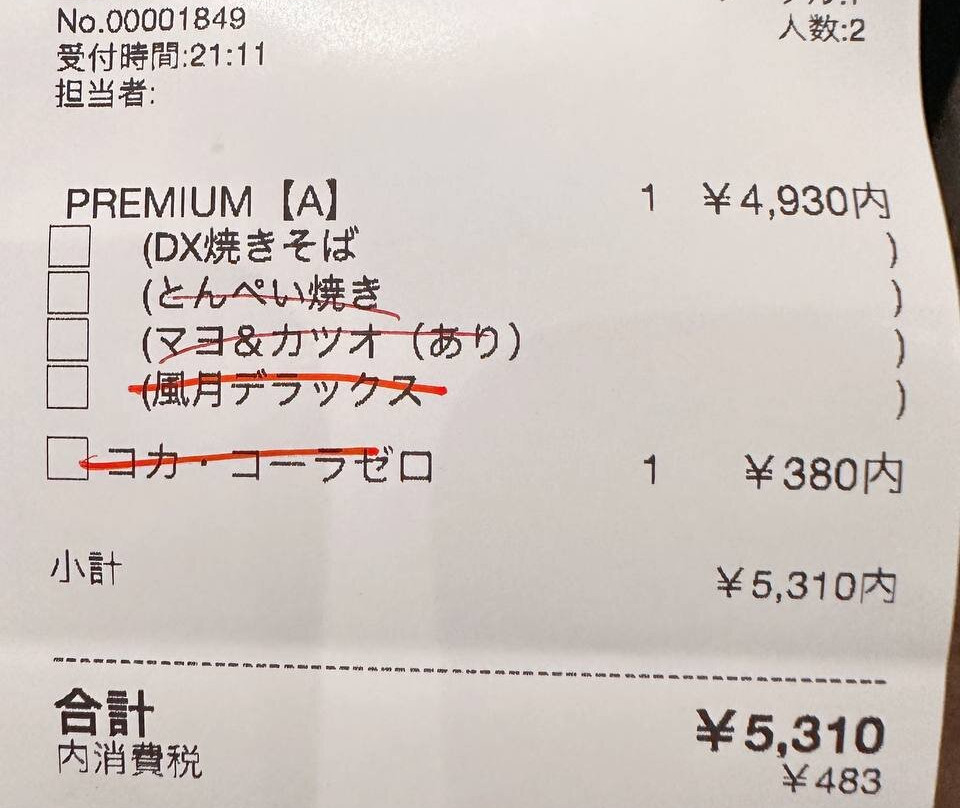 No.00001849
人数:2
受付時間:21:11
担当者:
PREMIUM【A】 1 ¥4,930内
(DX焼きそば )
(とんぺい焼き )
(マヨ&カツオ（あり） )
(風月デラックス )
コカ・コーラゼロ 1 ¥380内
小計 ¥5,310内
合計 ¥5,310
内消費税 ¥483